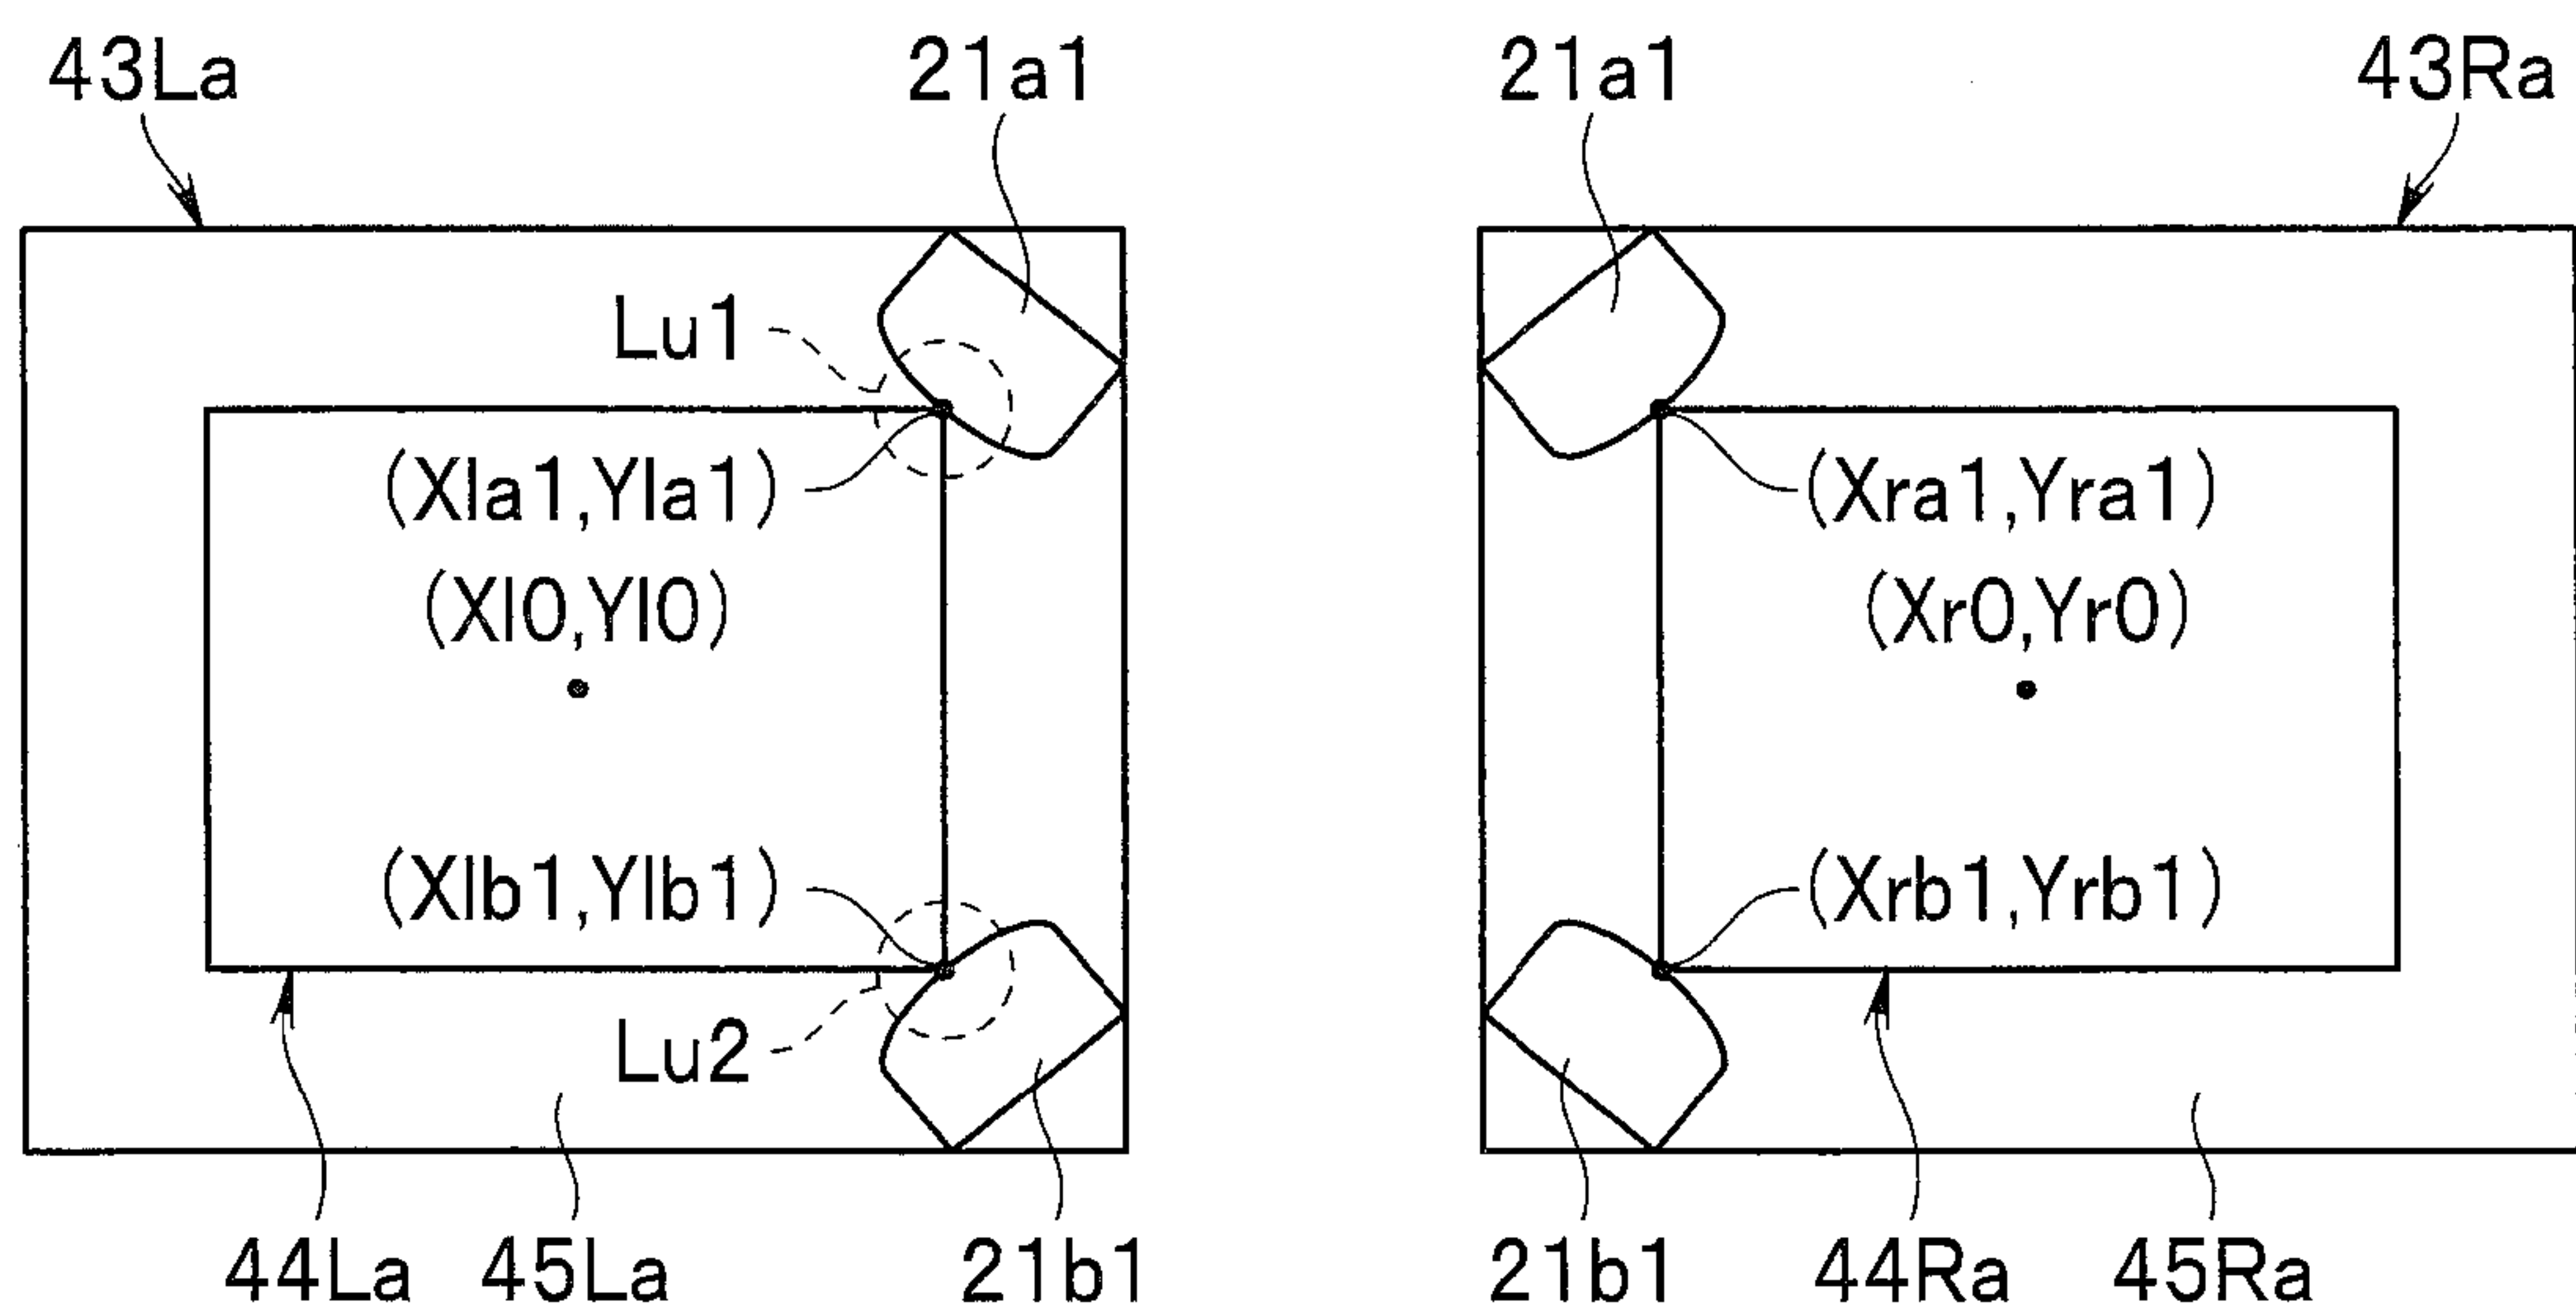 43La 21a1 21a1 43Ra
Lu1
(Xla1,Yla1) (Xra1,Yra1)
(Xl0,Yl0) (Xr0,Yr0)
(Xlb1,Ylb1) (Xrb1,Yrb1)
Lu2
44La 45La 21b1 21b1 44Ra 45Ra